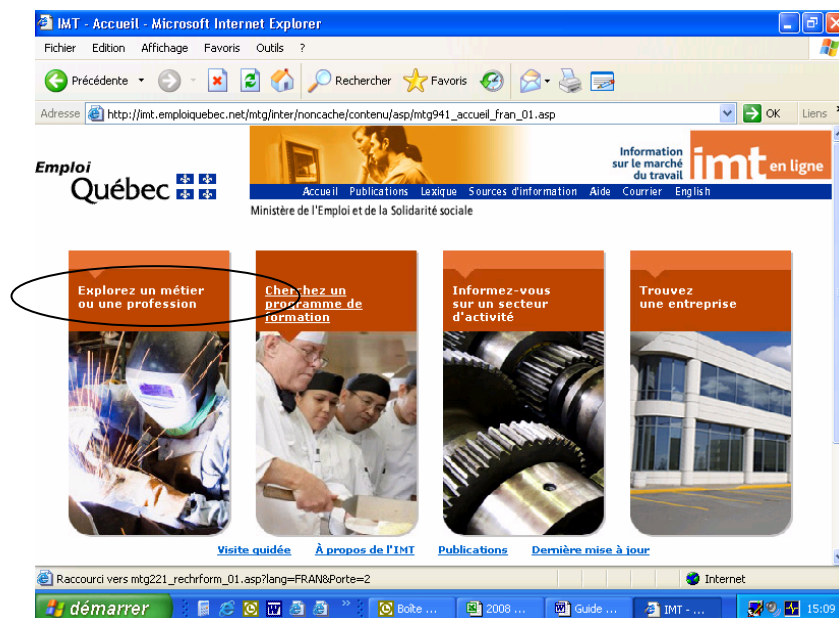 IMT - Accueil - Microsoft Internet Explorer
Fichier Edition Affichage Favoris Outils ?
Précédente Rechercher Favoris
Adresse http://imt.emploiquebec.net/mtg/inter/noncache/contenu/asp/mtg941_accueil_fran_01.asp OK Liens »
Emploi
Québec
Information
sur le marché
du travail
imt en ligne
Accueil Publications Lexique Sources d'information Aide Courrier English
Ministère de l'Emploi et de la Solidarité sociale
Explorez un métier
ou une profession
Cherchez un
programme de
formation
Informez-vous
sur un secteur
d'activité
Trouvez
une entreprise
Visite guidée À propos de l'IMT Publications Dernière mise à jour
Raccourci vers mtg221_rechrform_01.asp?lang=FRAN&Porte=2 Internet
démarrer » Boîte ... 2008 ... Guide ... IMT - ... 15:09